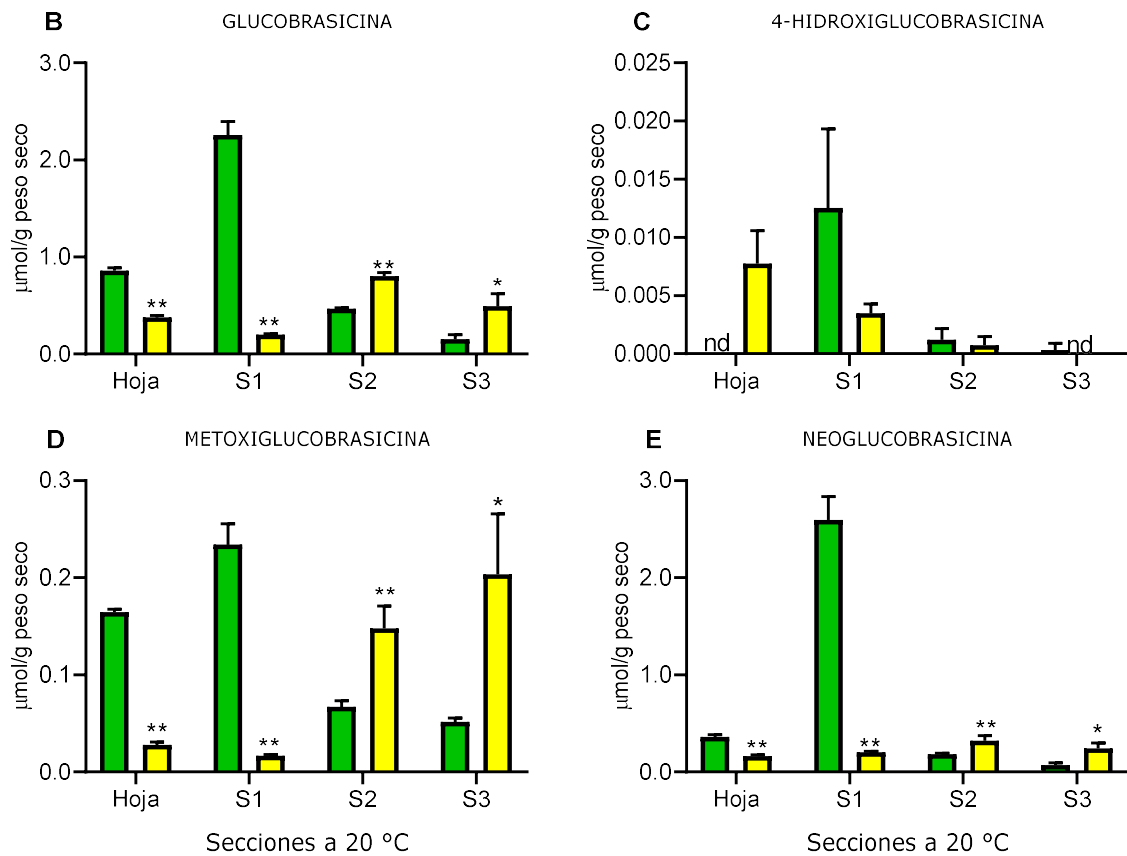 B GLUCOBRASICINA
3.0
2.0
1.0
0.0
µmol/g peso seco
**
**
**
*
Hoja S1 S2 S3
C 4-HIDROXIGLUCOBRASICINA
0.025
0.020
0.015
0.010
0.005
0.000
µmol/g peso seco
nd
nd
Hoja S1 S2 S3
D METOXIGLUCOBRASICINA
0.3
0.2
0.1
0.0
µmol/g peso seco
**
**
**
*
Hoja S1 S2 S3
Secciones a 20 ºC
E NEOGLUCOBRASICINA
3.0
2.0
1.0
0.0
µmol/g peso seco
**
**
**
*
Hoja S1 S2 S3
Secciones a 20 ºC